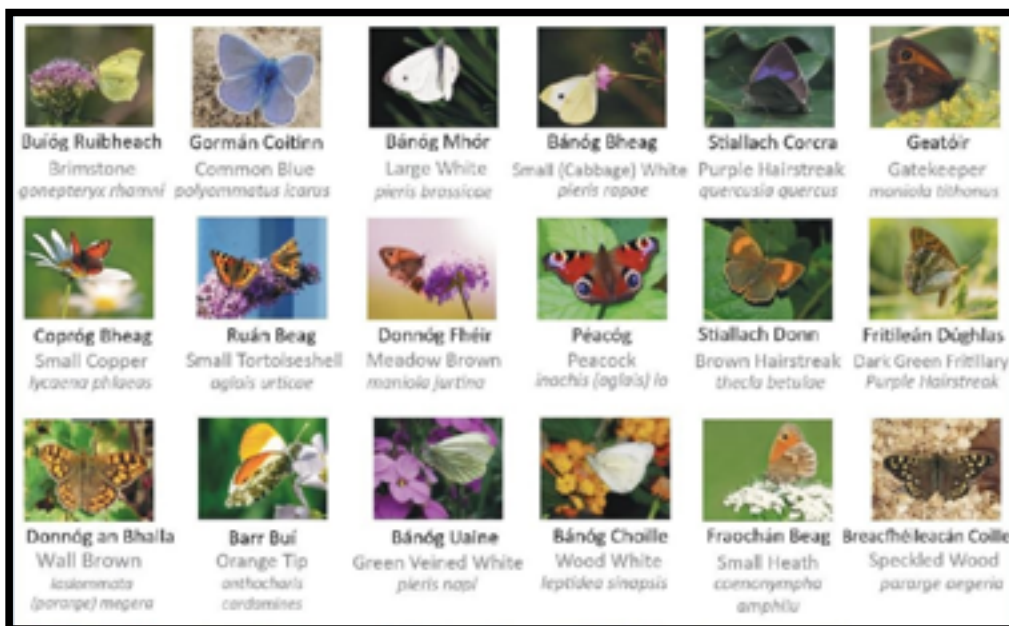 Buíóg Ruibheach Gormán Coitinn Bánóg Mhór Bánóg Bheag Stiallach Corcra Geatóir
Brimstone Common Blue Large White Small (Cabbage) White Purple Hairstreak Gatekeeper
gonepteryx rhamni polyommatus icarus pieris brassicae pieris rapae quercusia quercus maniola tithonus
Copróg Bheag Ruán Beag Donnóg Fhéir Péacóg Stiallach Donn Fritileán Dúghlas
Small Copper Small Tortoiseshell Meadow Brown Peacock Brown Hairstreak Dark Green Fritillary
lycaena phlaeas aglais urticae maniola jurtina inachis (aglais) io thecla betulae Purple Hairstreak
Donnóg an Bhalla Barr Buí Bánóg Uaine Bánóg Choille Fraochán Beag Breacfhéileacán Coille
Wall Brown Orange Tip Green Veined White Wood White Small Heath Speckled Wood
lasiommata anthocharis pieris napi leptidea sinapsis coenonympha pararge aegeria
(pararge) megera cardamines amphilu